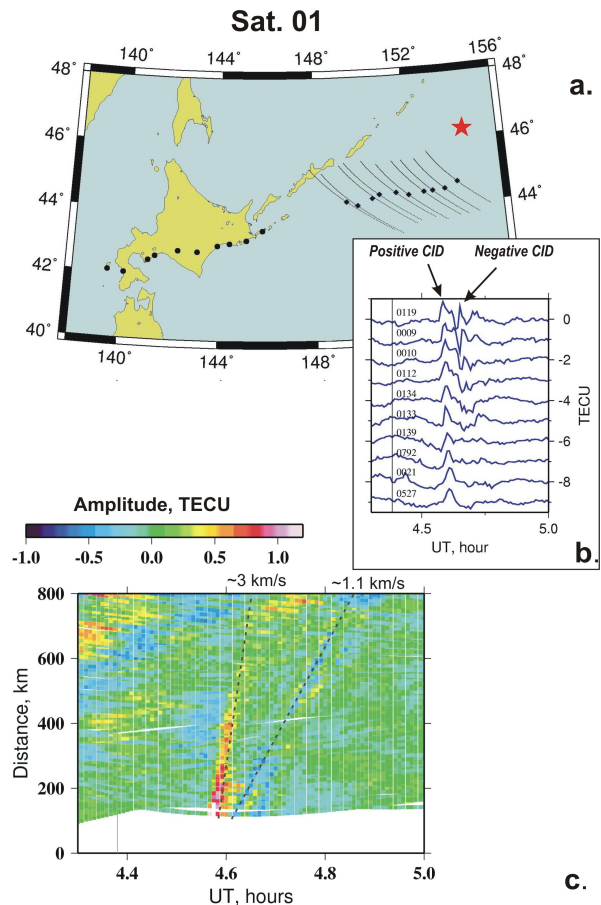 Sat. 01
a.
140˚ 144˚ 148˚ 152˚ 156˚
48˚ 48˚
46˚ 46˚
44˚ 44˚
42˚
40˚
140˚ 144˚ 148˚
Positive CID Negative CID
0119
0009
0010
0112
0134
0133
0139
0792
0021
0527
0
-2
-4
-6
-8
TECU
4.5 5.0
UT, hour
b.
Amplitude, TECU
-1.0 -0.5 0.0 0.5 1.0
~3 km/s ~1.1 km/s
800
600
400
200
0
Distance, km
4.4 4.6 4.8 5.0
UT, hours
c.